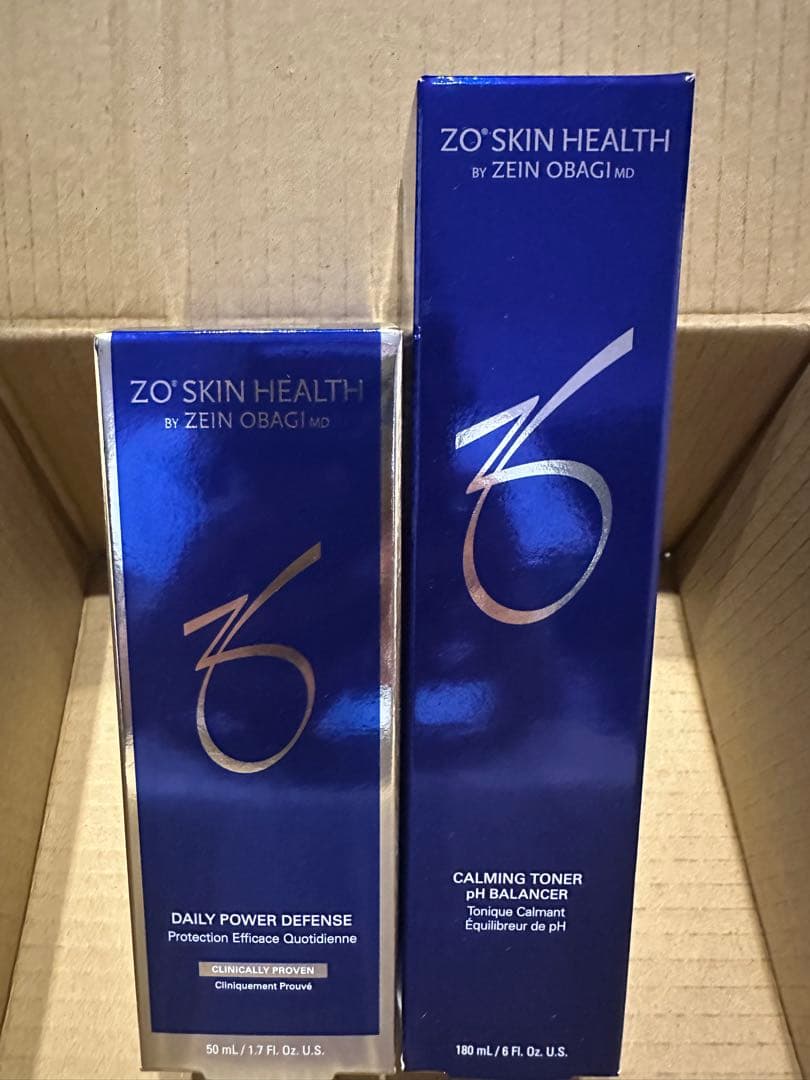 ZO® SKIN HEALTH
BY ZEIN OBAGI MD
DAILY POWER DEFENSE
Protection Efficace Quotidienne
CLINICALLY PROVEN
Cliniquement Prouvé
50 mL / 1.7 Fl. Oz. U.S.
ZO® SKIN HEALTH
BY ZEIN OBAGI MD
CALMING TONER
pH BALANCER
Tonique Calmant
Équilibreur de pH
180 mL / 6 Fl. Oz. U.S.